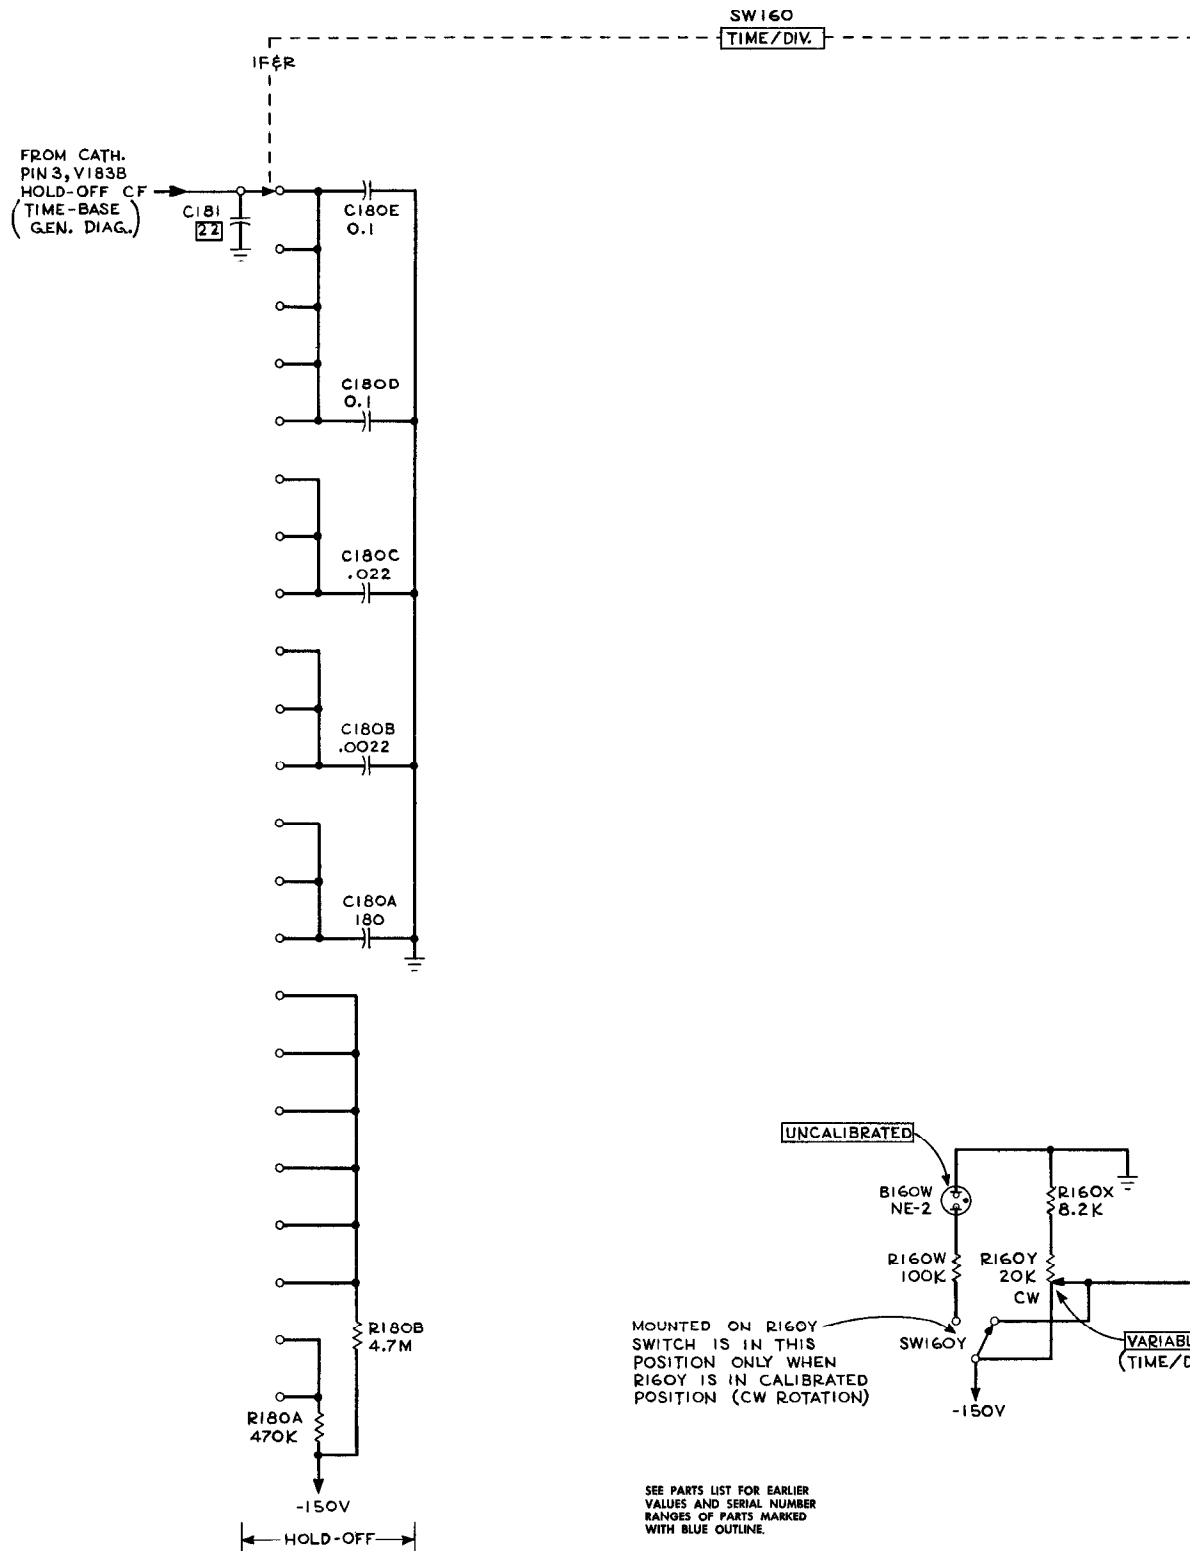 SW160
TIME/DIV.
1F&R
FROM CATH.
PIN 3, V183B
HOLD-OFF CF
(TIME-BASE
GEN. DIAG.)
C181
22
C180E
0.1
C180D
0.1
C180C
.022
C180B
.0022
C180A
180
UNCALIBRATED
B160W
NE-2
R160X
8.2K
R160W
100K
R160Y
20K
CW
MOUNTED ON R160Y
SWITCH IS IN THIS
POSITION ONLY WHEN
R160Y IS IN CALIBRATED
POSITION (CW ROTATION)
SW160Y
VARIABL
(TIME/D
-150V
R180B
4.7M
R180A
470K
-150V
HOLD-OFF
SEE PARTS LIST FOR EARLIER
VALUES AND SERIAL NUMBER
RANGES OF PARTS MARKED
WITH BLUE OUTLINE.